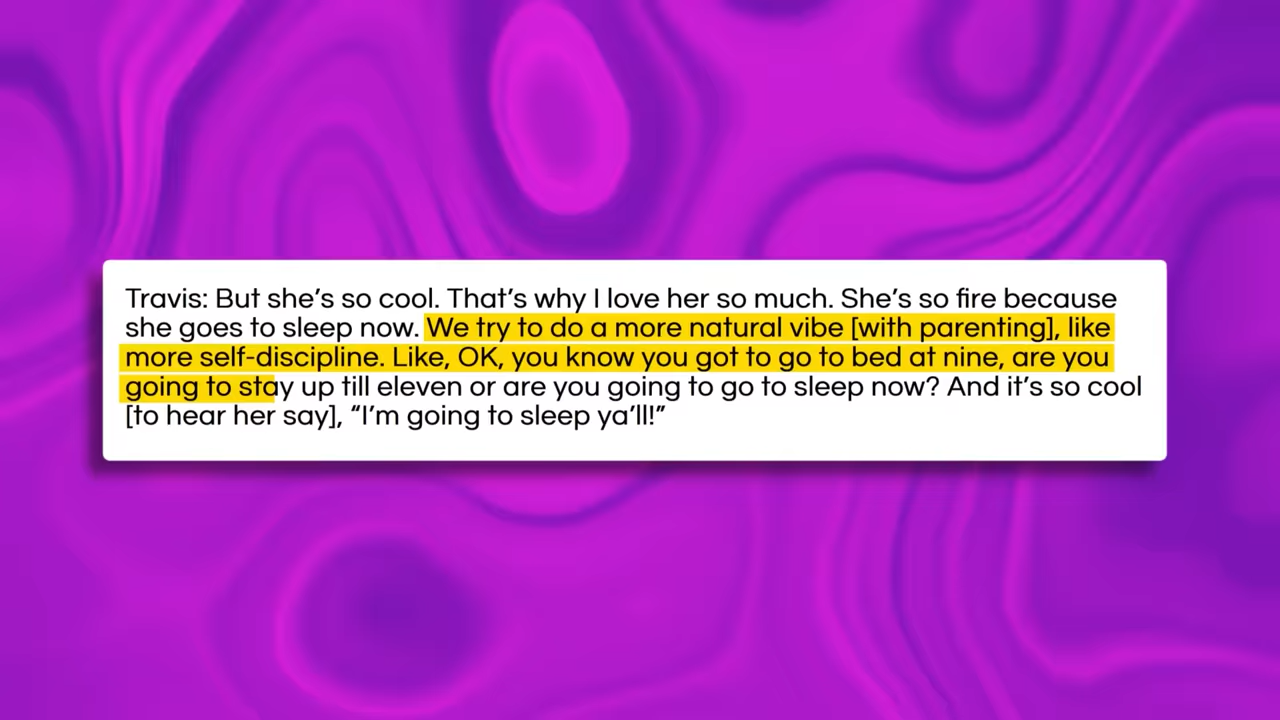 Travis: But she's so cool. That's why I love her so much. She's so fire because
she goes to sleep now. We try to do a more natural vibe [with parenting], like
more self-discipline. Like, OK, you know you got to go to bed at nine, are you
going to stay up till eleven or are you going to go to sleep now? And it's so cool
[to hear her say], “I'm going to sleep ya'll!”